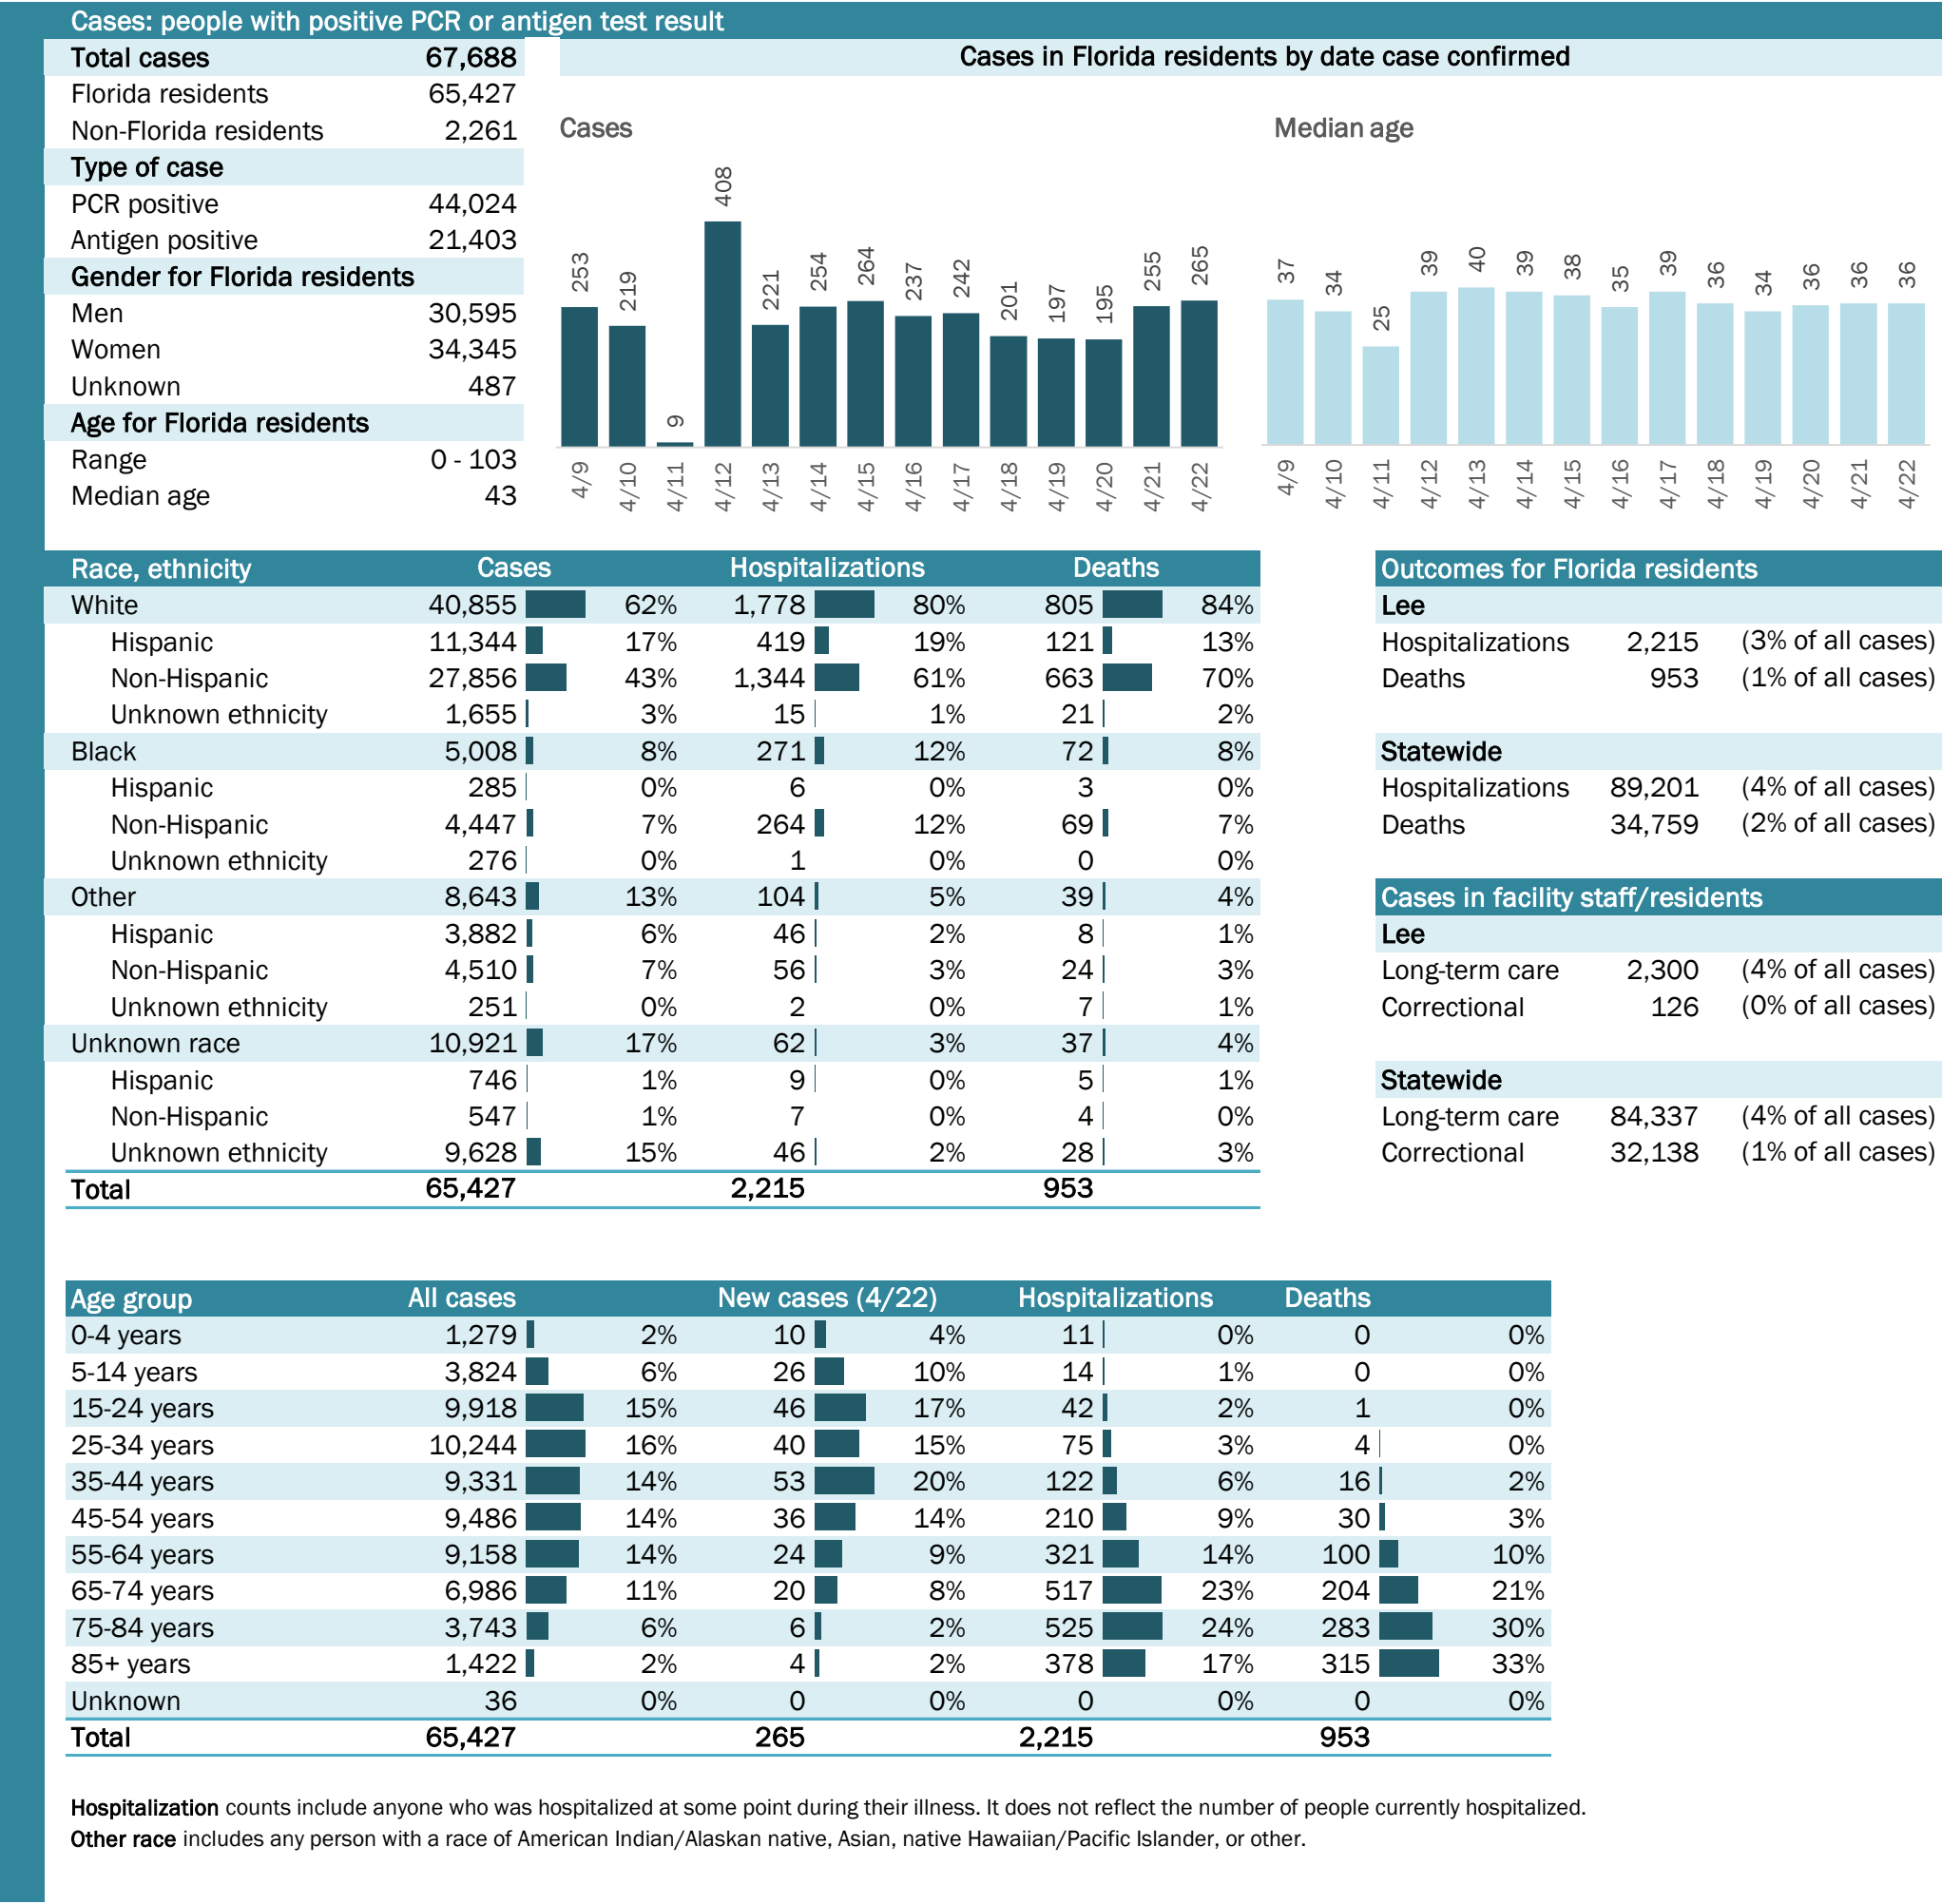 Cases: people with positive PCR or antigen test result
Total cases 67,688
Florida residents 65,427
Non-Florida residents 2,261
Type of case
PCR positive 44,024
Antigen positive 21,403
Gender for Florida residents
Men 30,595
Women 34,345
Unknown 487
Age for Florida residents
Range 0 - 103
Median age 43
Cases in Florida residents by date case confirmed
Cases
253 219 9 408 221 254 264 237 242 201 197 195 255 265
4/9 4/10 4/11 4/12 4/13 4/14 4/15 4/16 4/17 4/18 4/19 4/20 4/21 4/22
Median age
37 34 25 39 40 39 38 35 39 36 34 36 36 36
4/9 4/10 4/11 4/12 4/13 4/14 4/15 4/16 4/17 4/18 4/19 4/20 4/21 4/22
Race, ethnicity Cases Hospitalizations Deaths
White 40,855 62% 1,778 80% 805 84%
Hispanic 11,344 17% 419 19% 121 13%
Non-Hispanic 27,856 43% 1,344 61% 663 70%
Unknown ethnicity 1,655 3% 15 1% 21 2%
Black 5,008 8% 271 12% 72 8%
Hispanic 285 0% 6 0% 3 0%
Non-Hispanic 4,447 7% 264 12% 69 7%
Unknown ethnicity 276 0% 1 0% 0 0%
Other 8,643 13% 104 5% 39 4%
Hispanic 3,882 6% 46 2% 8 1%
Non-Hispanic 4,510 7% 56 3% 24 3%
Unknown ethnicity 251 0% 2 0% 7 1%
Unknown race 10,921 17% 62 3% 37 4%
Hispanic 746 1% 9 0% 5 1%
Non-Hispanic 547 1% 7 0% 4 0%
Unknown ethnicity 9,628 15% 46 2% 28 3%
Total 65,427 2,215 953
Outcomes for Florida residents
Lee
Hospitalizations 2,215 (3% of all cases)
Deaths 953 (1% of all cases)
Statewide
Hospitalizations 89,201 (4% of all cases)
Deaths 34,759 (2% of all cases)
Cases in facility staff/residents
Lee
Long-term care 2,300 (4% of all cases)
Correctional 126 (0% of all cases)
Statewide
Long-term care 84,337 (4% of all cases)
Correctional 32,138 (1% of all cases)
Age group All cases New cases (4/22) Hospitalizations Deaths
0-4 years 1,279 2% 10 4% 11 0% 0 0%
5-14 years 3,824 6% 26 10% 14 1% 0 0%
15-24 years 9,918 15% 46 17% 42 2% 1 0%
25-34 years 10,244 16% 40 15% 75 3% 4 0%
35-44 years 9,331 14% 53 20% 122 6% 16 2%
45-54 years 9,486 14% 36 14% 210 9% 30 3%
55-64 years 9,158 14% 24 9% 321 14% 100 10%
65-74 years 6,986 11% 20 8% 517 23% 204 21%
75-84 years 3,743 6% 6 2% 525 24% 283 30%
85+ years 1,422 2% 4 2% 378 17% 315 33%
Unknown 36 0% 0 0% 0 0% 0 0%
Total 65,427 265 2,215 953
Hospitalization counts include anyone who was hospitalized at some point during their illness. It does not reflect the number of people currently hospitalized.
Other race includes any person with a race of American Indian/Alaskan native, Asian, native Hawaiian/Pacific Islander, or other.